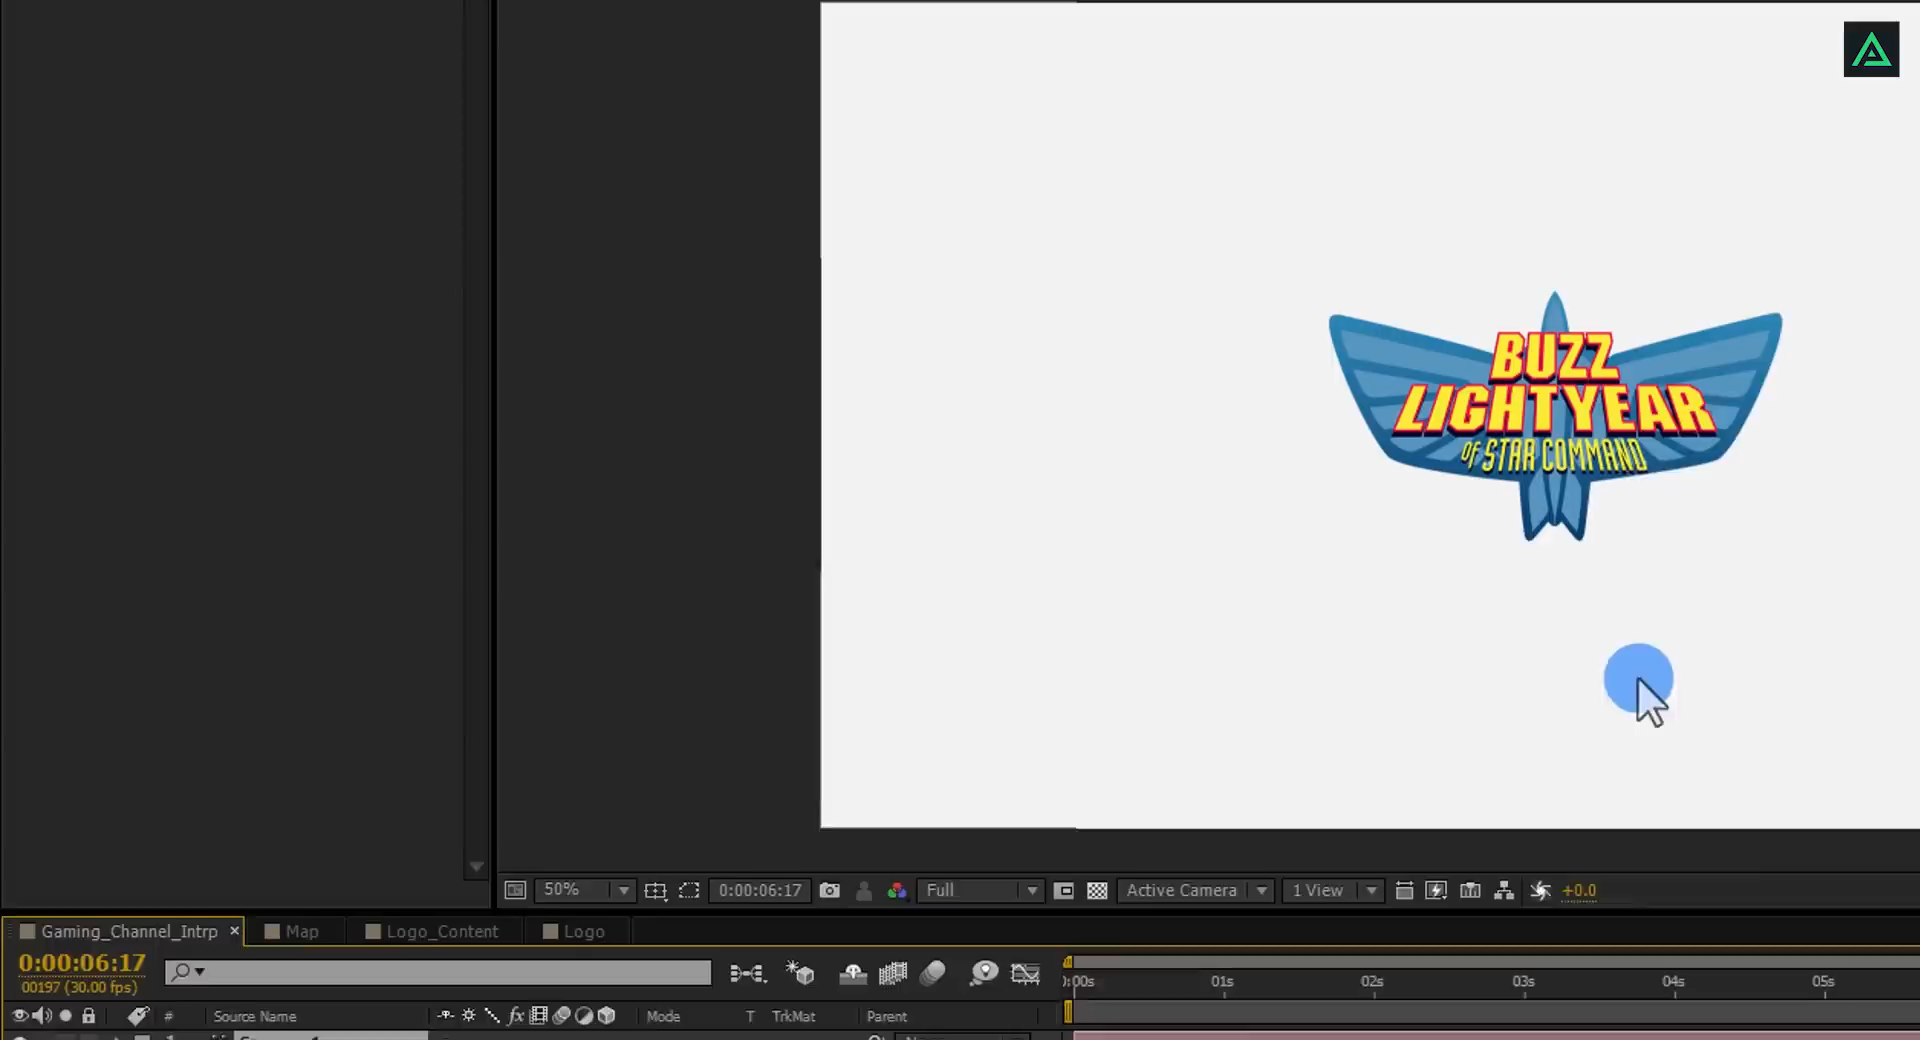 BUZZ
LIGHTYEAR
OF STAR COMMAND
50%
0:00:06:17
Full
Active Camera
1 View
+0.0
Gaming_Channel_Intrp
Map
Logo_Content
Logo
0:00:06:17
00197 (30.00 fps)
):00s
01s
02s
03s
04s
05s
#
Source Name
fx
Mode
T
TrkMat
Parent